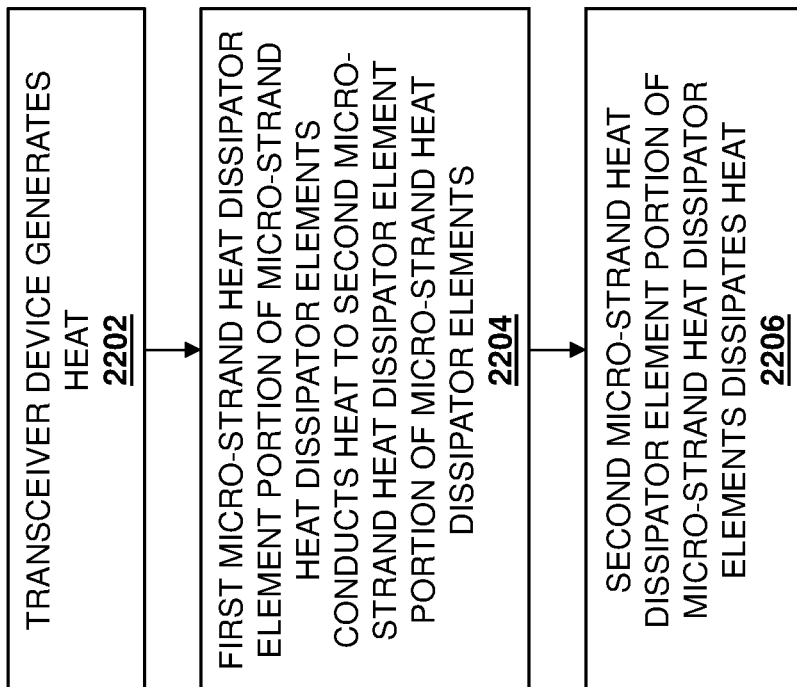 TRANSCEIVER DEVICE GENERATES
HEAT
2202
FIRST MICRO-STRAND HEAT DISSIPATOR
ELEMENT PORTION OF MICRO-STRAND
HEAT DISSIPATOR ELEMENTS
CONDUCTS HEAT TO SECOND MICRO-
STRAND HEAT DISSIPATOR ELEMENT
PORTION OF MICRO-STRAND HEAT
DISSIPATOR ELEMENTS
2204
SECOND MICRO-STRAND HEAT
DISSIPATOR ELEMENT PORTION OF
MICRO-STRAND HEAT DISSIPATOR
ELEMENTS DISSIPATES HEAT
2206